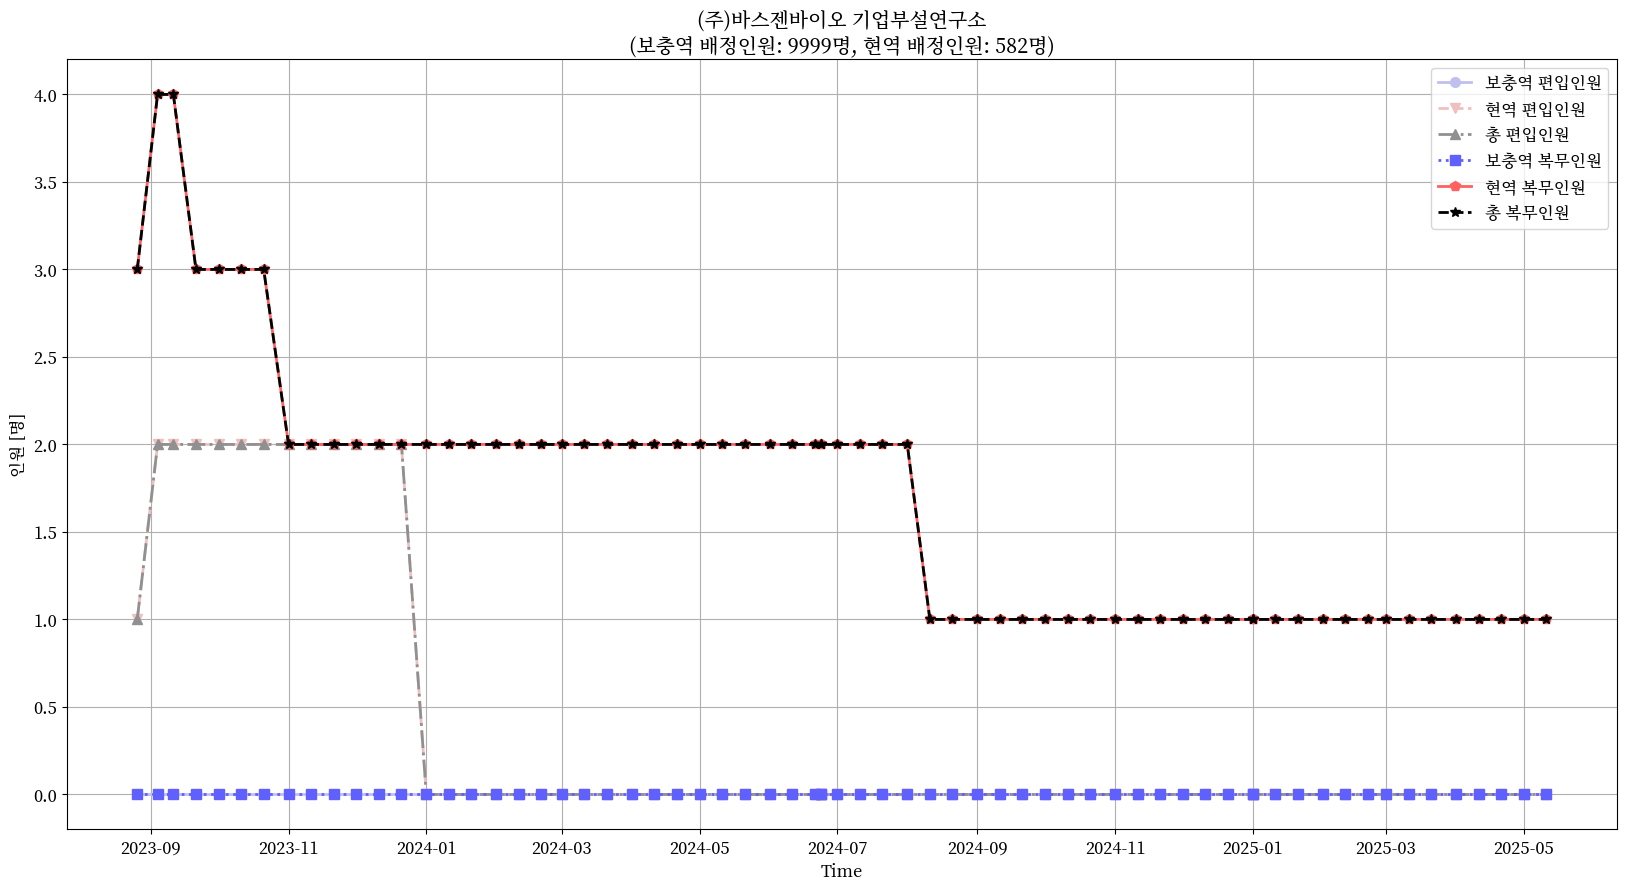 (주)바스젠바이오 기업부설연구소
(보충역 배정인원: 9999명, 현역 배정인원: 582명)
보충역 편입인원
현역 편입인원
총 편입인원
보충역 복무인원
현역 복무인원
총 복무인원
인원 [명]
4.0
3.5
3.0
2.5
2.0
1.5
1.0
0.5
0.0
2023-09
2023-11
2024-01
2024-03
2024-05
2024-07
2024-09
2024-11
2025-01
2025-03
2025-05
Time